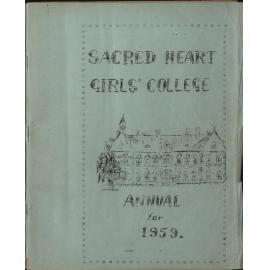 SACRED HEART
GIRLS' COLLEGE
ANNUAL
for
1959.